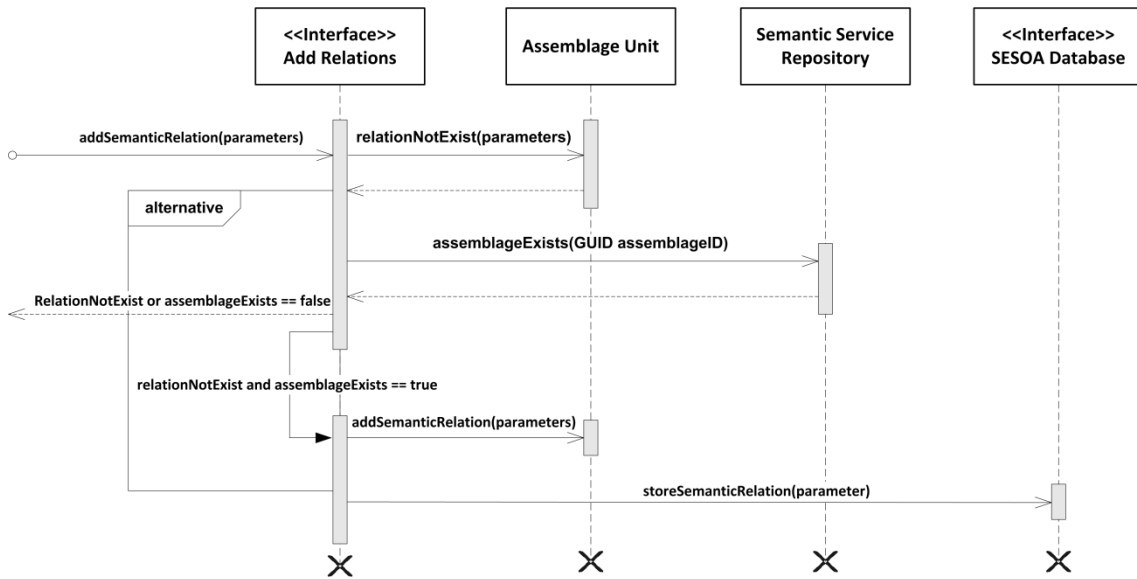 <<Interface>>
Add Relations
Assemblage Unit
Semantic Service
Repository
<<Interface>>
SESOA Database
addSemanticRelation(parameters)
relationNotExist(parameters)
alternative
assemblageExists(GUID assemblageID)
RelationNotExist or assemblageExists == false
relationNotExist and assemblageExists == true
addSemanticRelation(parameters)
storeSemanticRelation(parameter)